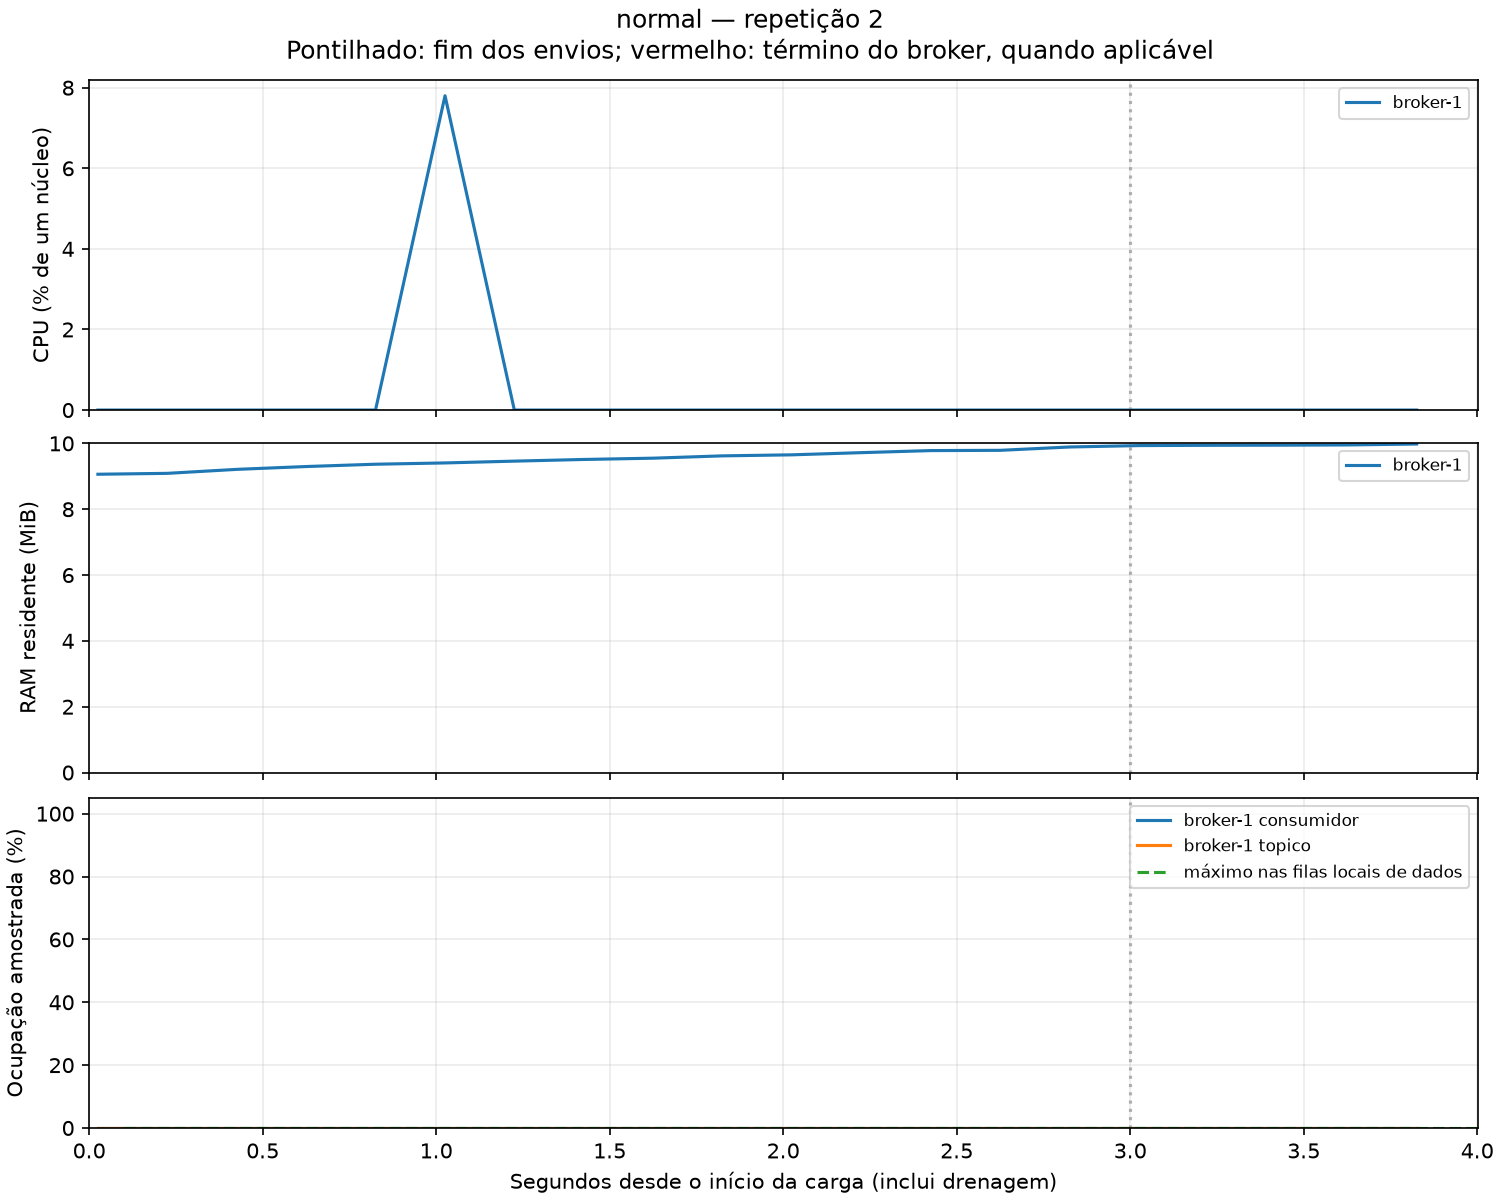 normal — repetição 2
Pontilhado: fim dos envios; vermelho: término do broker, quando aplicável
CPU (% de um núcleo)
8
6
4
2
0
broker-1
RAM residente (MiB)
10
8
6
4
2
0
broker-1
Ocupação amostrada (%)
100
80
60
40
20
0
broker-1 consumidor
broker-1 topico
máximo nas filas locais de dados
0.0 0.5 1.0 1.5 2.0 2.5 3.0 3.5 4.0
Segundos desde o início da carga (inclui drenagem)